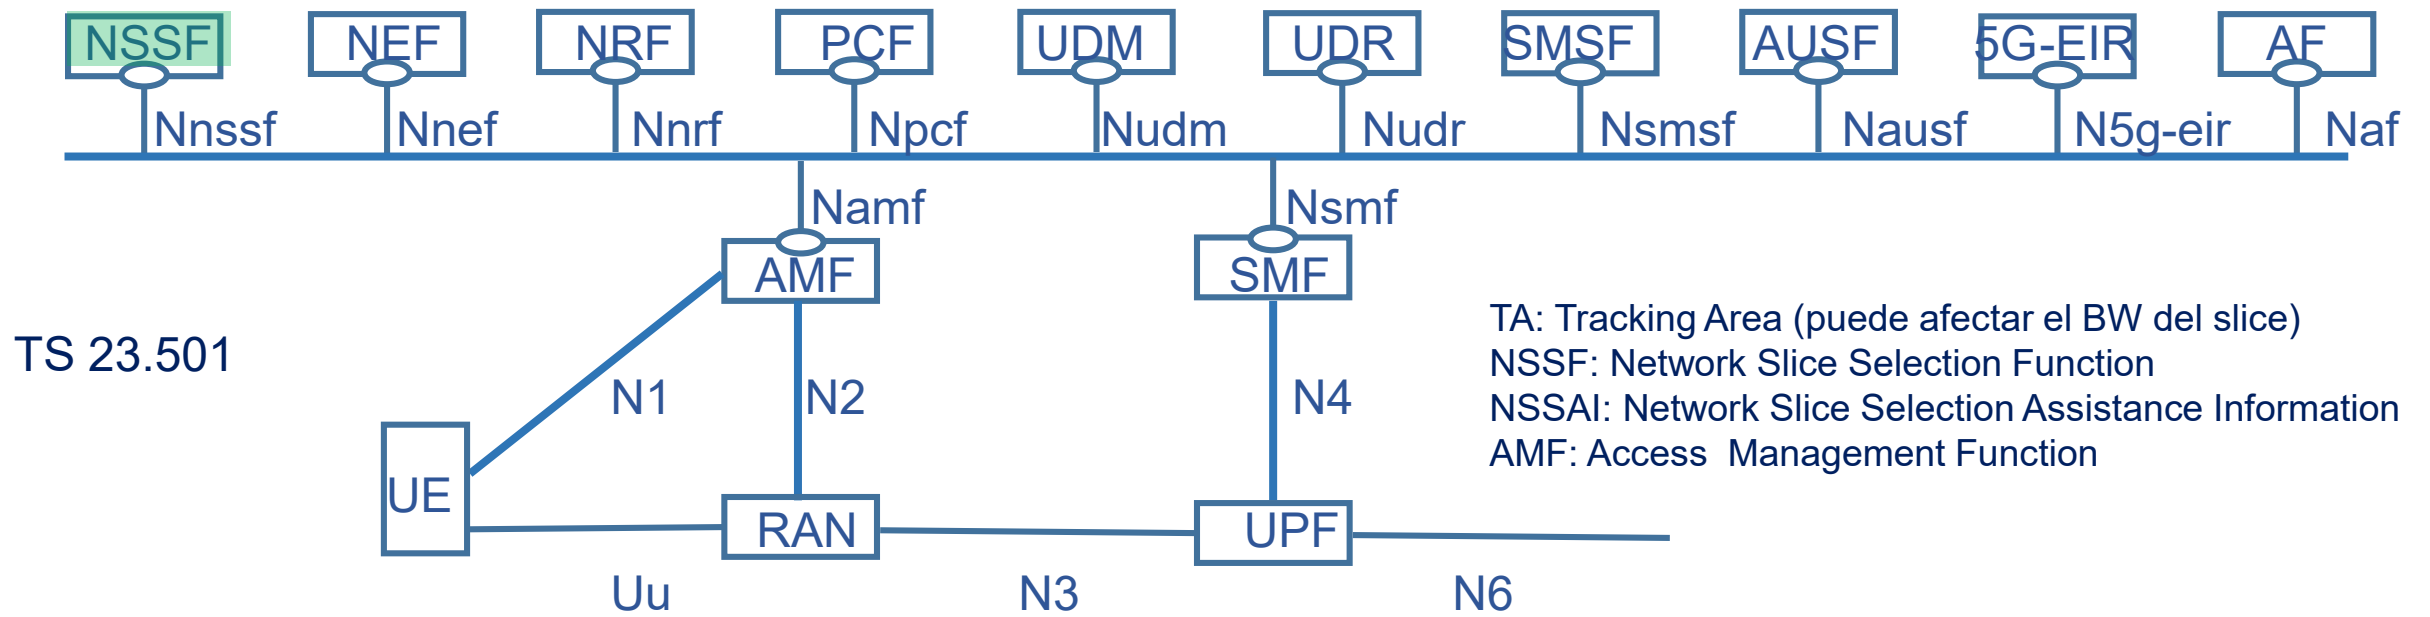 NSSF NEF NRF PCF UDM UDR SMSF AUSF 5G-EIR AF
Nnssf Nnef Nnrf Npcf Nudm Nudr Nsmsf Nausf N5g-eir Naf
Namf Nsmf
AMF SMF
TS 23.501
N1 N2 N4
TA: Tracking Area (puede afectar el BW del slice)
NSSF: Network Slice Selection Function
NSSAI: Network Slice Selection Assistance Information
AMF: Access Management Function
UE RAN UPF
Uu N3 N6